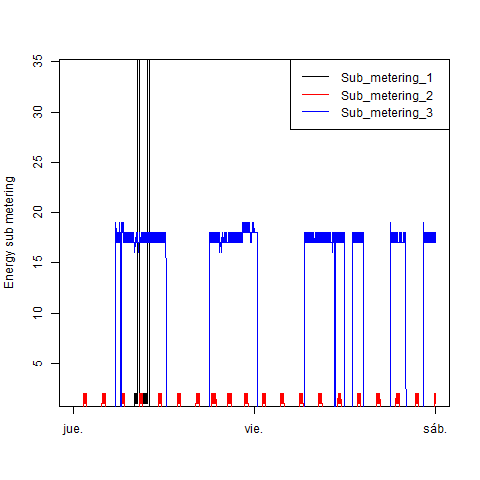 Energy sub metering
35
30
25
20
15
10
5
Sub_metering_1
Sub_metering_2
Sub_metering_3
jue.
vie.
sáb.